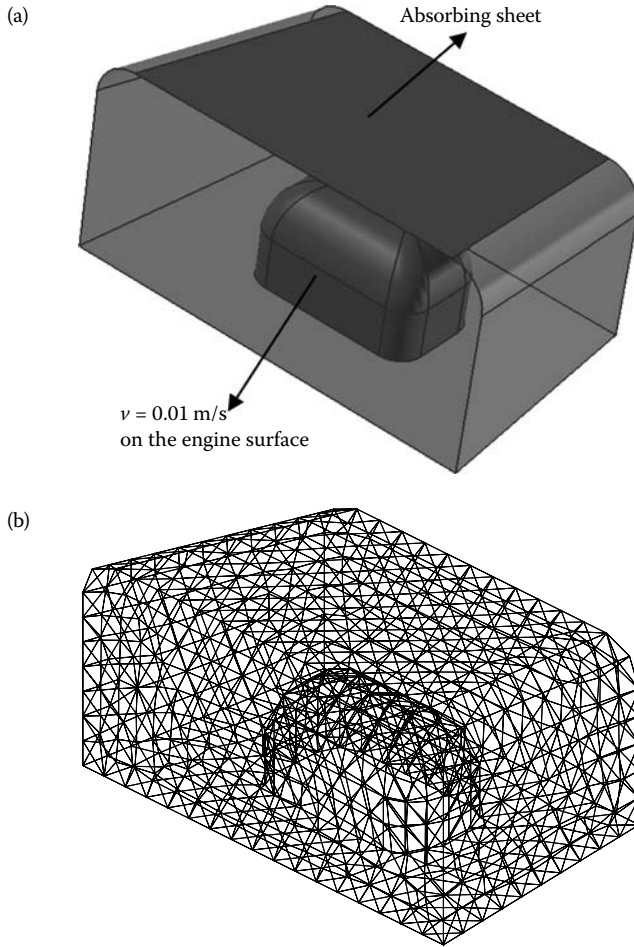 (a)
Absorbing sheet
v = 0.01 m/s
on the engine surface
(b)